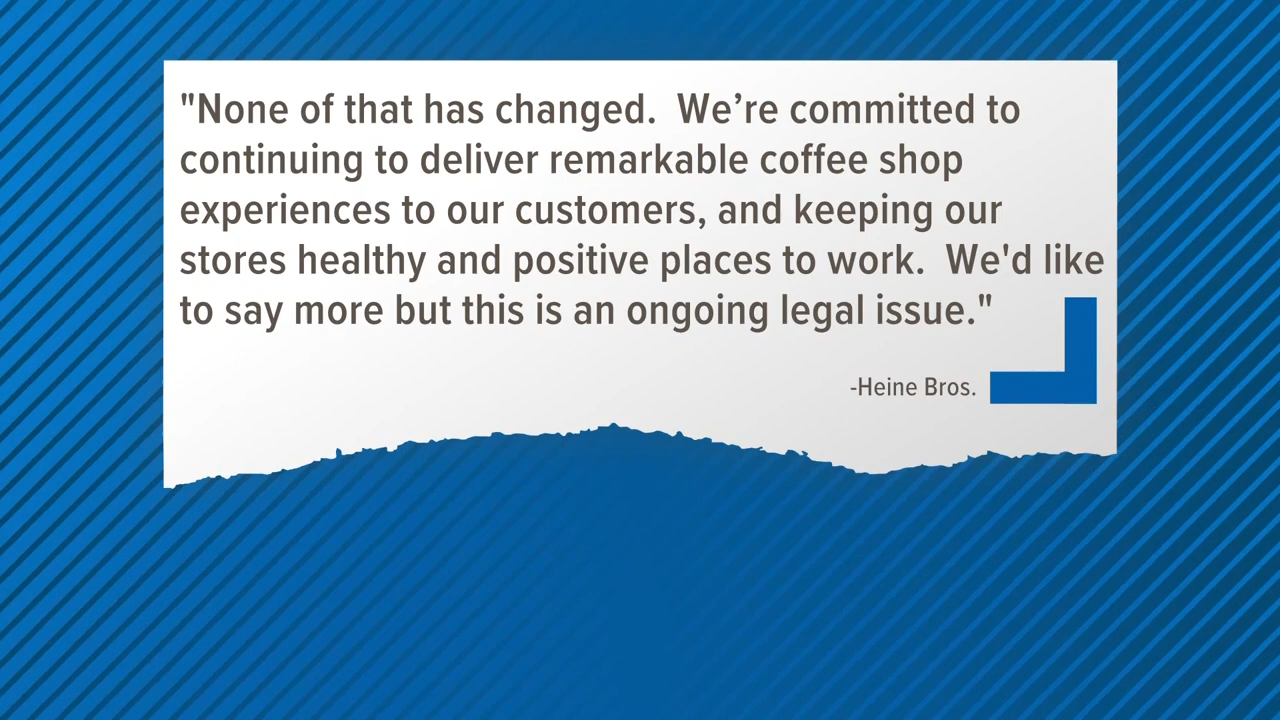 "None of that has changed.  We’re committed to
continuing to deliver remarkable coffee shop
experiences to our customers, and keeping our
stores healthy and positive places to work.  We'd like
to say more but this is an ongoing legal issue."
-Heine Bros.